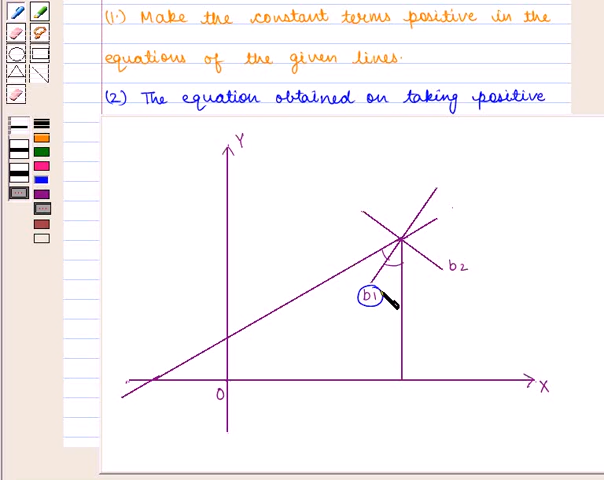 (1) Make the constant terms positive in the
equations of the given lines.
(2) The equation obtained on taking positive
Y
b2
b1
O
X